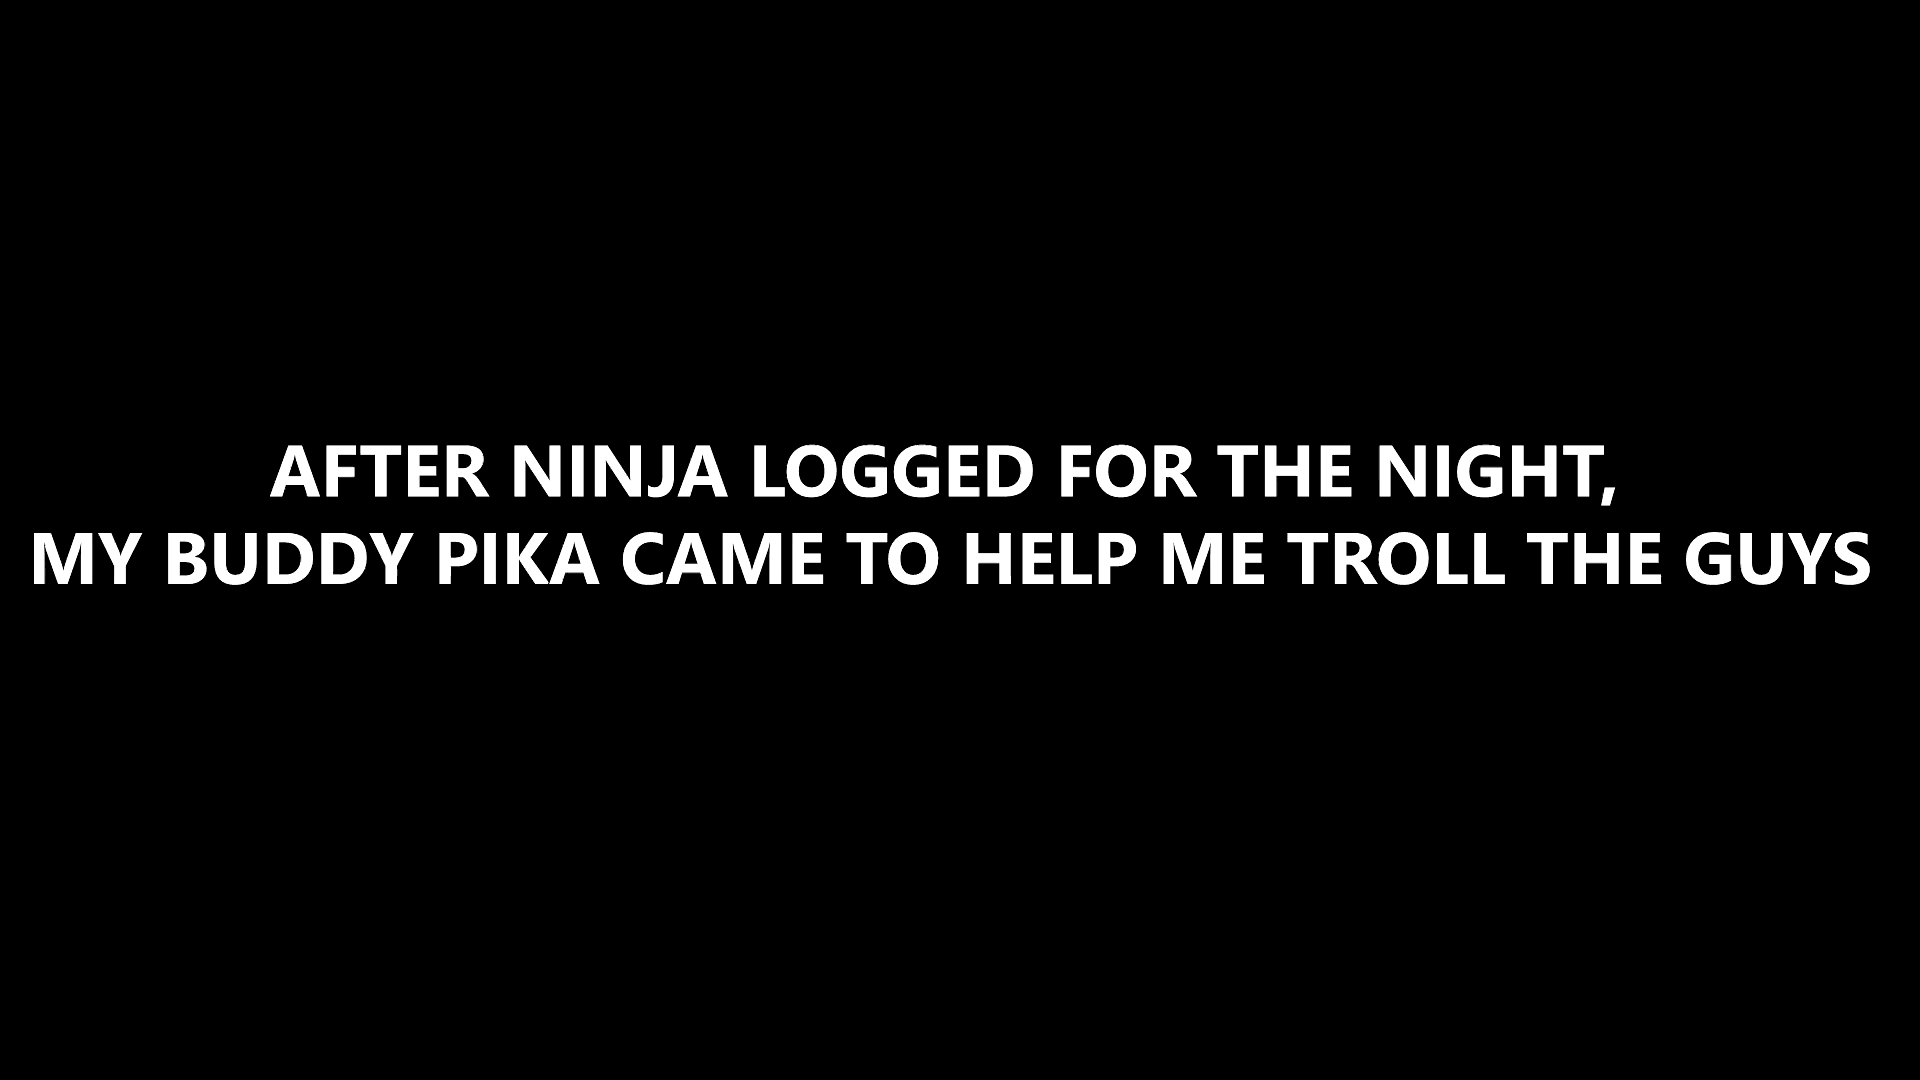 AFTER NINJA LOGGED FOR THE NIGHT,
MY BUDDY PIKA CAME TO HELP ME TROLL THE GUYS